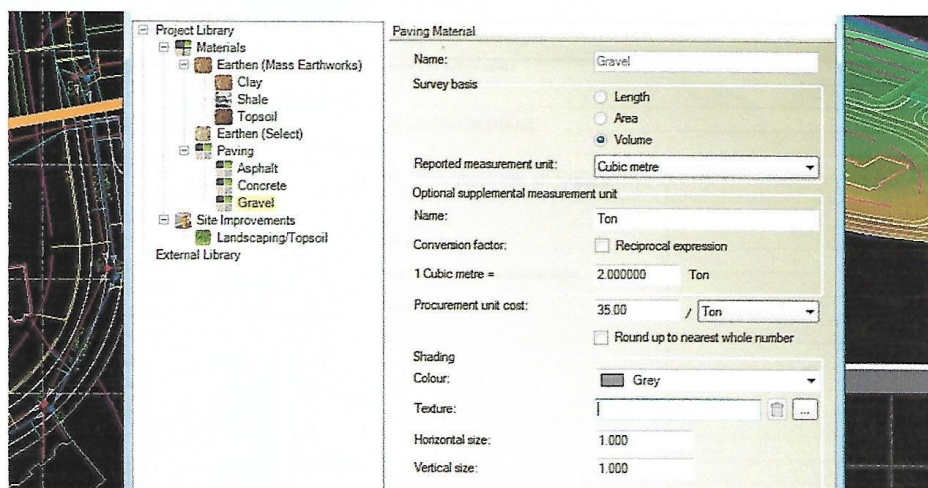 Project Library
Materials
Earthen (Mass Earthworks)
Clay
Shale
Topsoil
Earthen (Select)
Paving
Asphalt
Concrete
Gravel
Site Improvements
Landscaping/Topsoil
External Library
Paving Material
Name: Gravel
Survey basis
Length
Area
Volume
Reported measurement unit: Cubic metre
Optional supplemental measurement unit
Name: Ton
Conversion factor: Reciprocal expression
1 Cubic metre = 2.000000 Ton
Procurement unit cost: 35.00 / Ton
Round up to nearest whole number
Shading
Colour: Grey
Texture: ...
Horizontal size: 1.000
Vertical size: 1.000